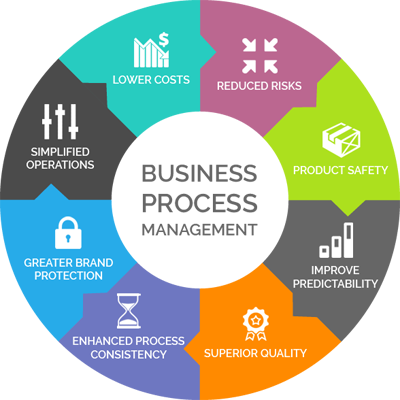 BUSINESS
PROCESS
MANAGEMENT
LOWER COSTS
REDUCED RISKS
PRODUCT SAFETY
IMPROVE
PREDICTABILITY
SUPERIOR QUALITY
ENHANCED PROCESS
CONSISTENCY
GREATER BRAND
PROTECTION
SIMPLIFIED
OPERATIONS
$